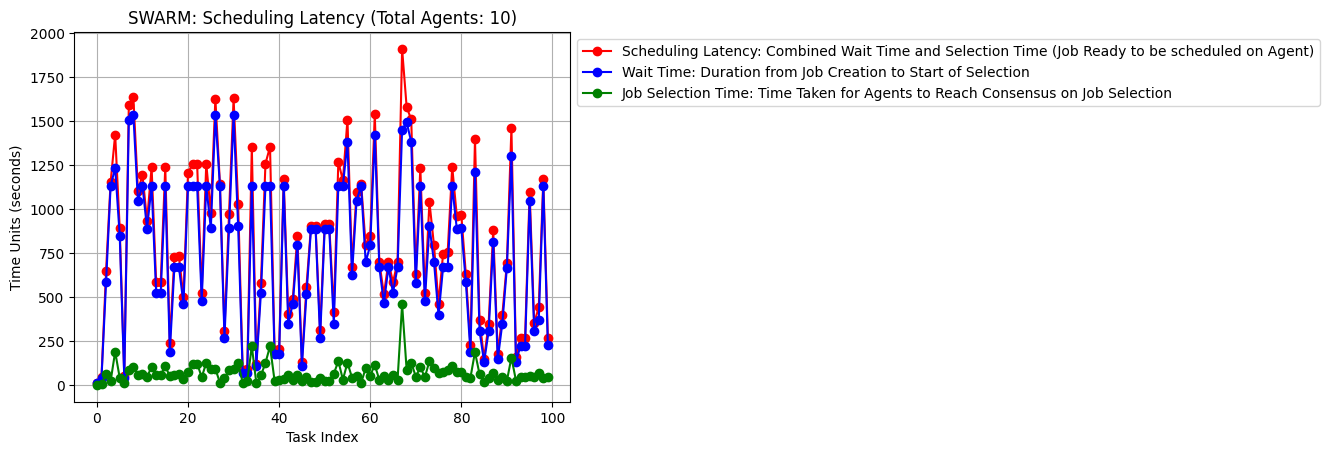 SWARM: Scheduling Latency (Total Agents: 10)
Scheduling Latency: Combined Wait Time and Selection Time (Job Ready to be scheduled on Agent)
Wait Time: Duration from Job Creation to Start of Selection
Job Selection Time: Time Taken for Agents to Reach Consensus on Job Selection
Time Units (seconds)
2000
1750
1500
1250
1000
750
500
250
0
0 20 40 60 80 100
Task Index